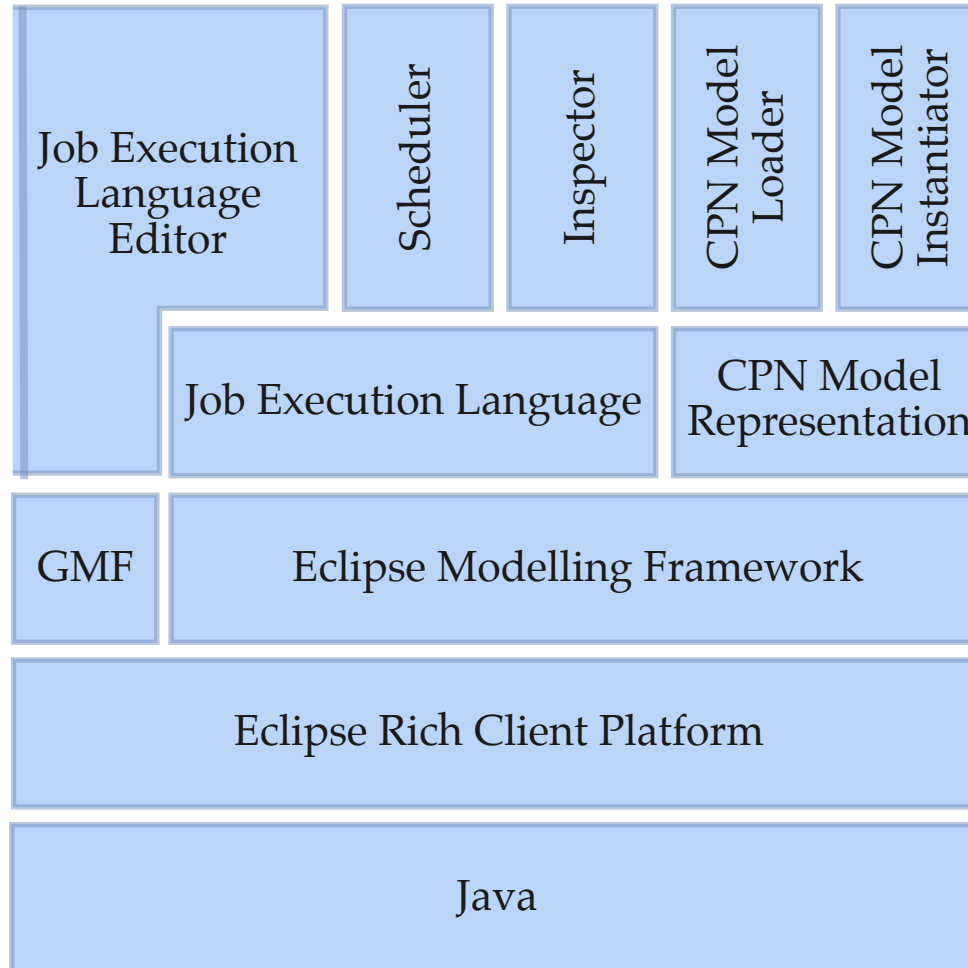 Job Execution
Language
Editor
Scheduler
Inspector
CPN Model
Loader
CPN Model
Instantiator
Job Execution Language
CPN Model
Representation
GMF
Eclipse Modelling Framework
Eclipse Rich Client Platform
Java